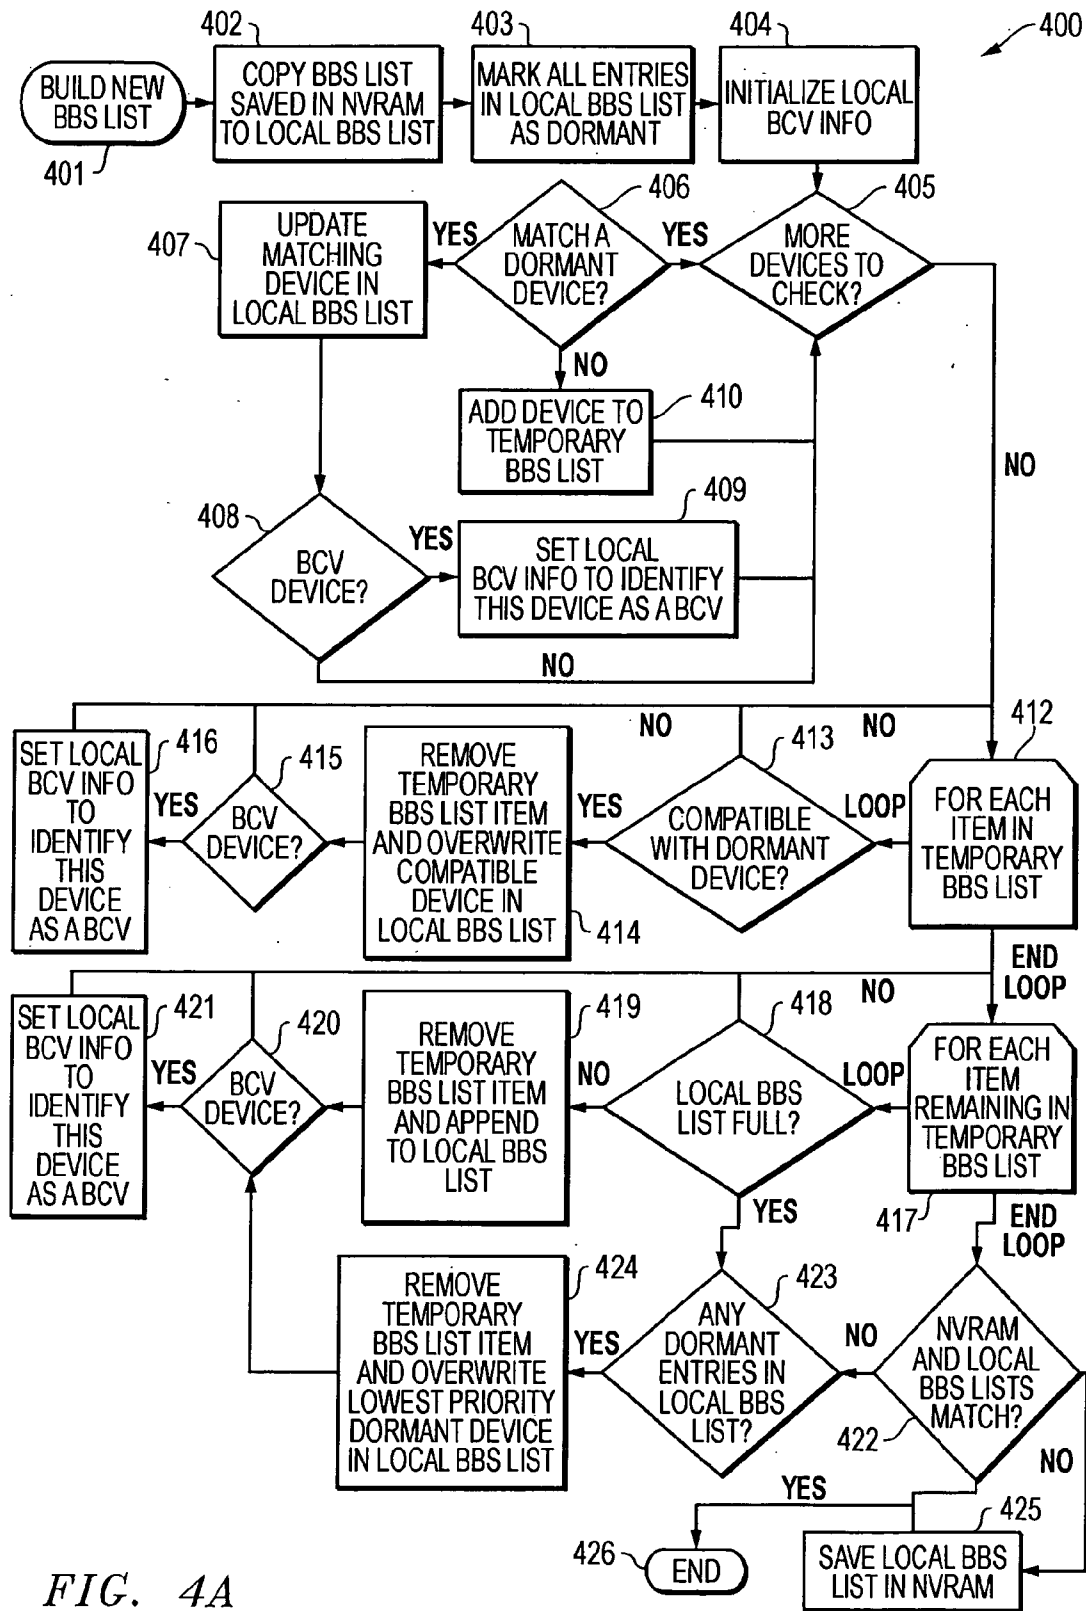 402
403
404
400
BUILD NEW
BBS LIST
401
COPY BBS LIST
SAVED IN NVRAM
TO LOCAL BBS LIST
MARK ALL ENTRIES
IN LOCAL BBS LIST
AS DORMANT
INITIALIZE LOCAL
BCV INFO
406
405
407
UPDATE
MATCHING
DEVICE IN
LOCAL BBS LIST
YES
MATCH A
DORMANT
DEVICE?
YES
MORE
DEVICES TO
CHECK?
NO
410
ADD DEVICE TO
TEMPORARY
BBS LIST
NO
408
BCV
DEVICE?
YES
409
SET LOCAL
BCV INFO TO IDENTIFY
THIS DEVICE AS A BCV
NO
416
SET LOCAL
BCV INFO
TO
IDENTIFY
THIS
DEVICE
AS A BCV
YES
415
BCV
DEVICE?
REMOVE
TEMPORARY
BBS LIST ITEM
AND OVERWRITE
COMPATIBLE
DEVICE IN
LOCAL BBS LIST
414
NO
YES
413
COMPATIBLE
WITH DORMANT
DEVICE?
NO
LOOP
412
FOR EACH
ITEM IN
TEMPORARY
BBS LIST
END
LOOP
421
SET LOCAL
BCV INFO
TO
IDENTIFY
THIS
DEVICE
AS A BCV
YES
420
BCV
DEVICE?
419
REMOVE
TEMPORARY
BBS LIST ITEM
AND APPEND
TO LOCAL BBS
LIST
NO
418
LOCAL BBS
LIST FULL?
NO
LOOP
FOR EACH
ITEM
REMAINING IN
TEMPORARY
BBS LIST
417
YES
END
LOOP
424
REMOVE
TEMPORARY
BBS LIST ITEM
AND OVERWRITE
LOWEST PRIORITY
DORMANT DEVICE
IN LOCAL BBS LIST
YES
423
ANY
DORMANT
ENTRIES IN
LOCAL BBS
LIST?
NO
NVRAM
AND LOCAL
BBS LISTS
MATCH?
422
NO
YES
425
SAVE LOCAL BBS
LIST IN NVRAM
426
END
FIG. 4A